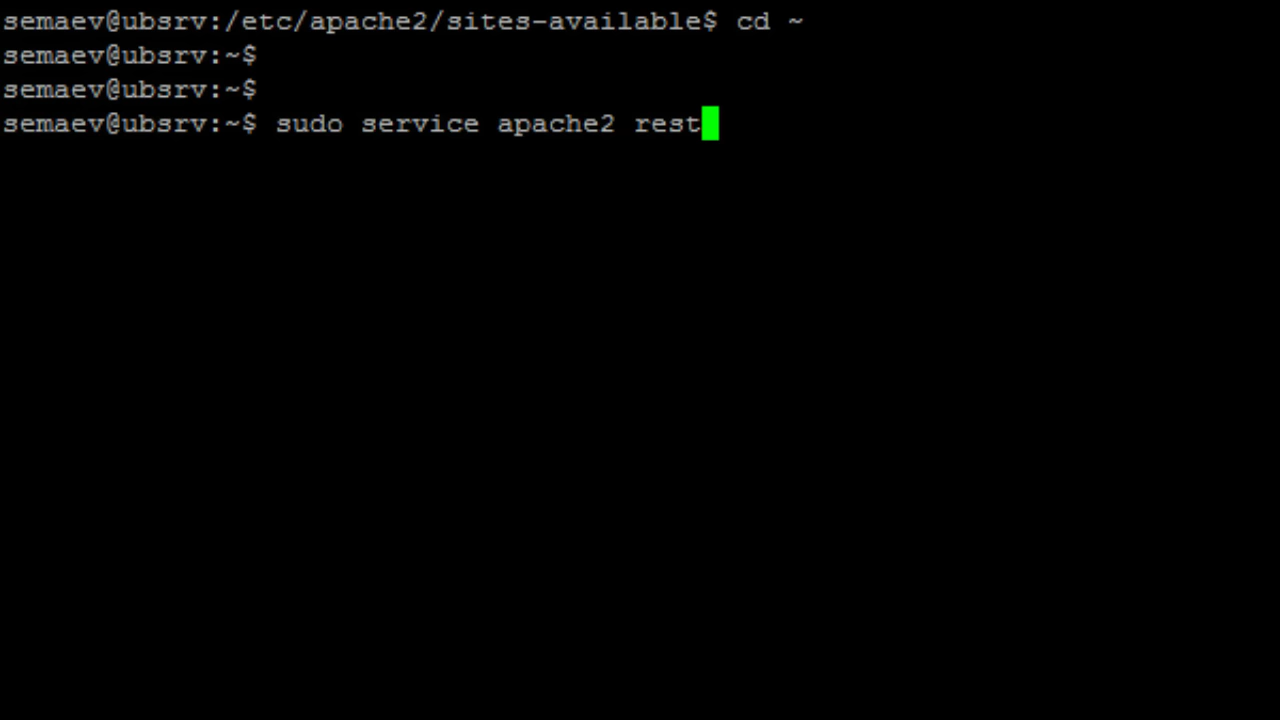 semaev@ubsrv:/etc/apache2/sites-available$ cd ~
semaev@ubsrv:~$
semaev@ubsrv:~$
semaev@ubsrv:~$ sudo service apache2 rest